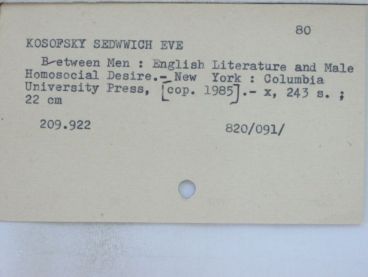 80
KOSOFSKY SEDWWICH EVE
Between Men : English Literature and Male
Homosocial Desire.- New York : Columbia
University Press, [cop. 1985].- x, 243 s. ;
22 cm
209.922 820/091/